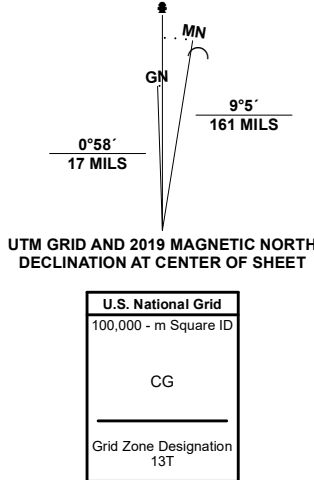 MN
GN
9°5´
161 MILS
0°58´
17 MILS
UTM GRID AND 2019 MAGNETIC NORTH
DECLINATION AT CENTER OF SHEET
U.S. National Grid
100,000 - m Square ID
CG
Grid Zone Designation
13T